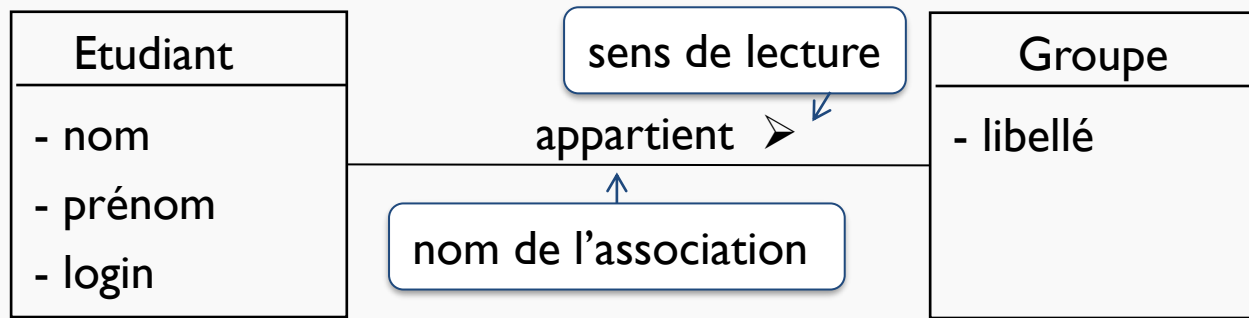 Etudiant
- nom
- prénom
- login
sens de lecture
appartient ➢
nom de l’association
Groupe
- libellé